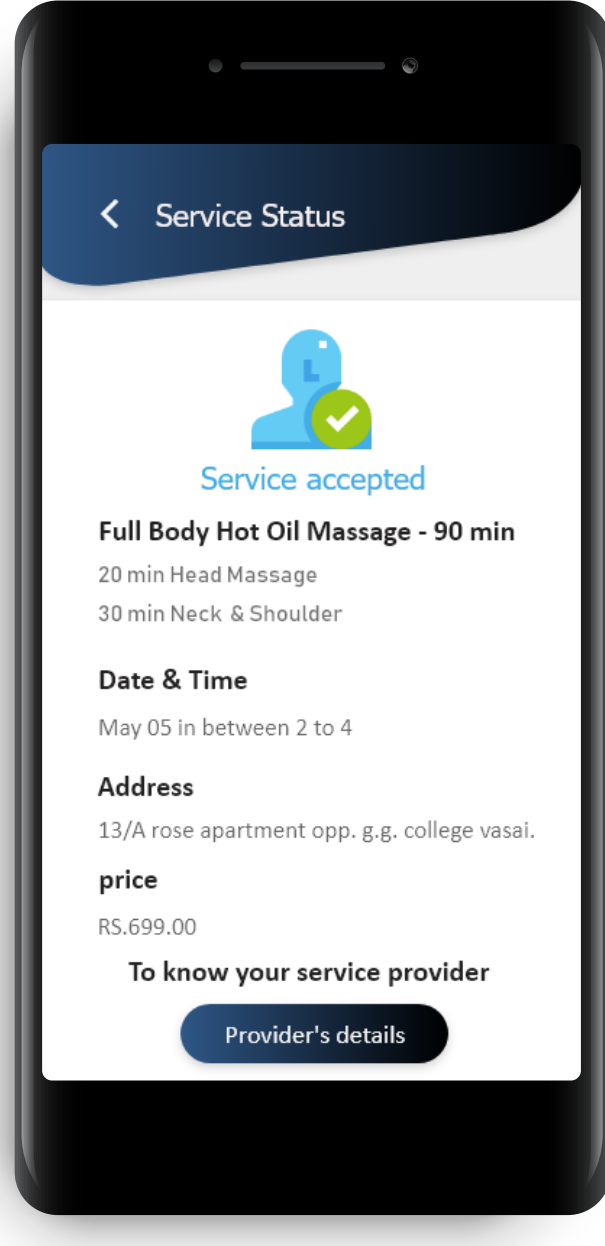 Service Status
Service accepted
Full Body Hot Oil Massage - 90 min
20 min Head Massage
30 min Neck & Shoulder
Date & Time
May 05 in between 2 to 4
Address
13/A rose apartment opp. g.g. college vasai.
price
RS.699.00
To know your service provider
Provider's details